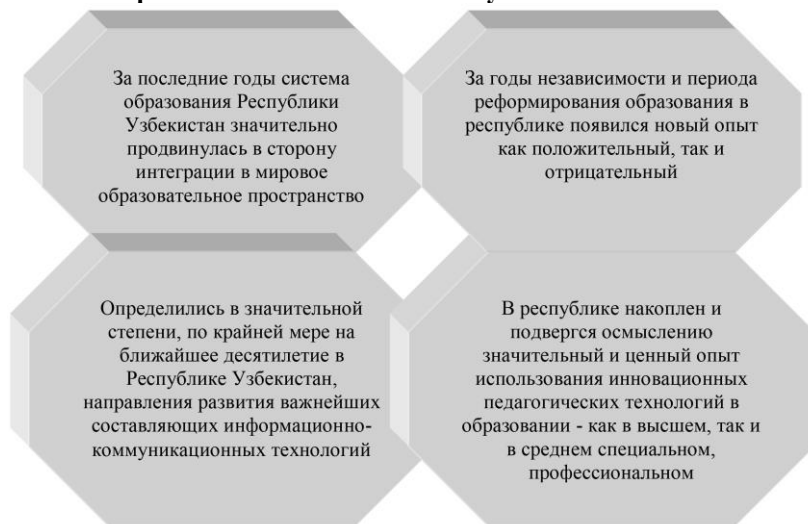 За последние годы система
образования Республики
Узбекистан значительно
продвинулась в сторону
интеграции в мировое
образовательное пространство
За годы независимости и периода
реформирования образования в
республике появился новый опыт
как положительный, так и
отрицательный
Определились в значительной
степени, по крайней мере на
ближайшее десятилетие в
Республике Узбекистан,
направления развития важнейших
составляющих информационно-
коммуникационных технологий
В республике накоплен и
подвергся осмыслению
значительный и ценный опыт
использования инновационных
педагогических технологий в
образовании - как в высшем, так и
в среднем специальном,
профессиональном